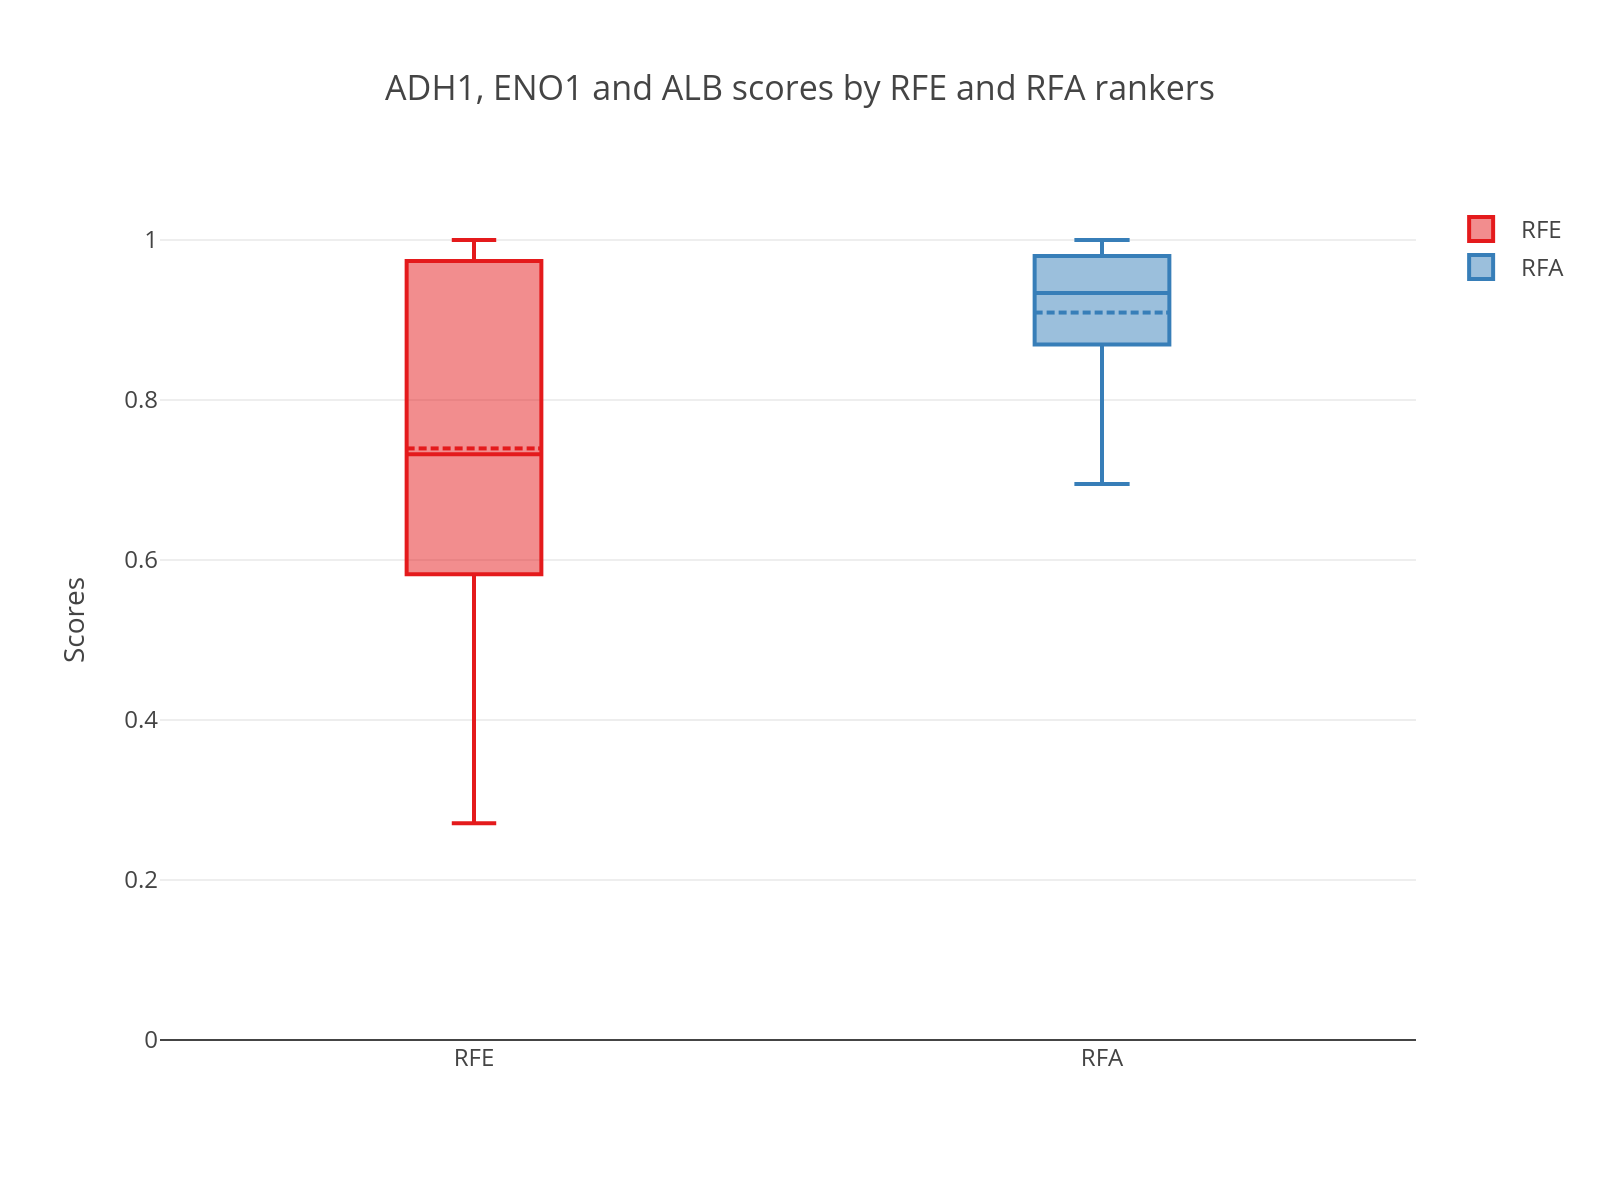 ADH1, ENO1 and ALB scores by RFE and RFA rankers
RFE
RFA
Scores
1
0.8
0.6
0.4
0.2
0
RFE
RFA